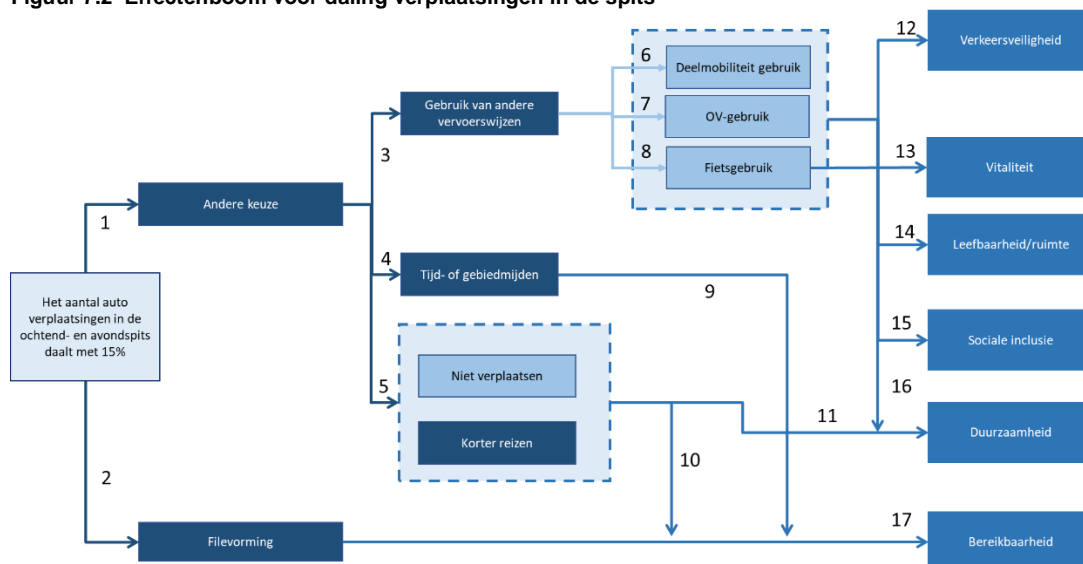 Figuur 7.2 Effectenboom voor daling verplaatsingen in de spits
12
Verkeersveiligheid
6
Deelmobiliteit gebruik
Gebruik van andere
vervoerswijzen
7
OV-gebruik
3
8
Fietsgebruik
13
Vitaliteit
1
Andere keuze
14
Leefbaarheid/ruimte
4
Tijd- of gebiedmijden
9
Het aantal auto
verplaatsingen in de
ochtend- en avondspits
daalt met 15%
15
Sociale inclusie
5
Niet verplaatsen
16
11
Duurzaamheid
Korter reizen
10
2
17
Filevorming
Bereikbaarheid